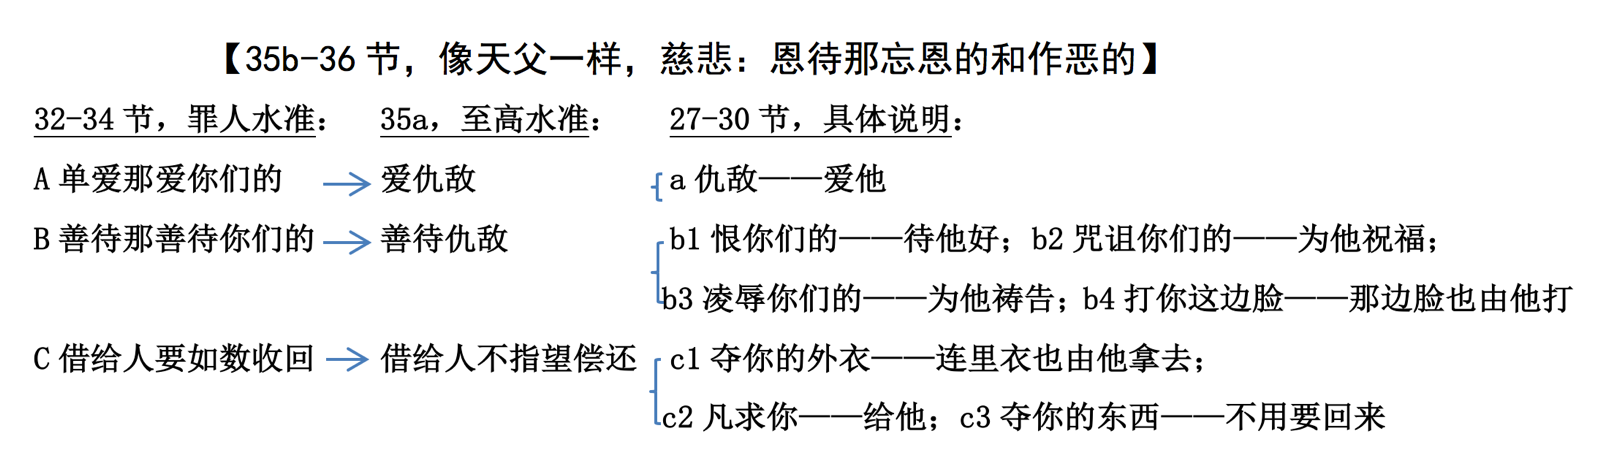 【35b-36 节，像天父一样，慈悲：恩待那忘恩的和作恶的】
32-34 节，罪人水准： 35a，至高水准： 27-30 节，具体说明：
A 单爱那爱你们的 爱仇敌 a 仇敌——爱他
B 善待那善待你们的 善待仇敌 b1 恨你们的——待他好；b2 咒诅你们的——为他祝福；
b3 凌辱你们的——为他祷告；b4 打你这边脸——那边脸也由他打
C 借给人要如数收回 借给人不指望偿还 c1 夺你的外衣——连里衣也由他拿去；
c2 凡求你——给他；c3 夺你的东西——不用要回来